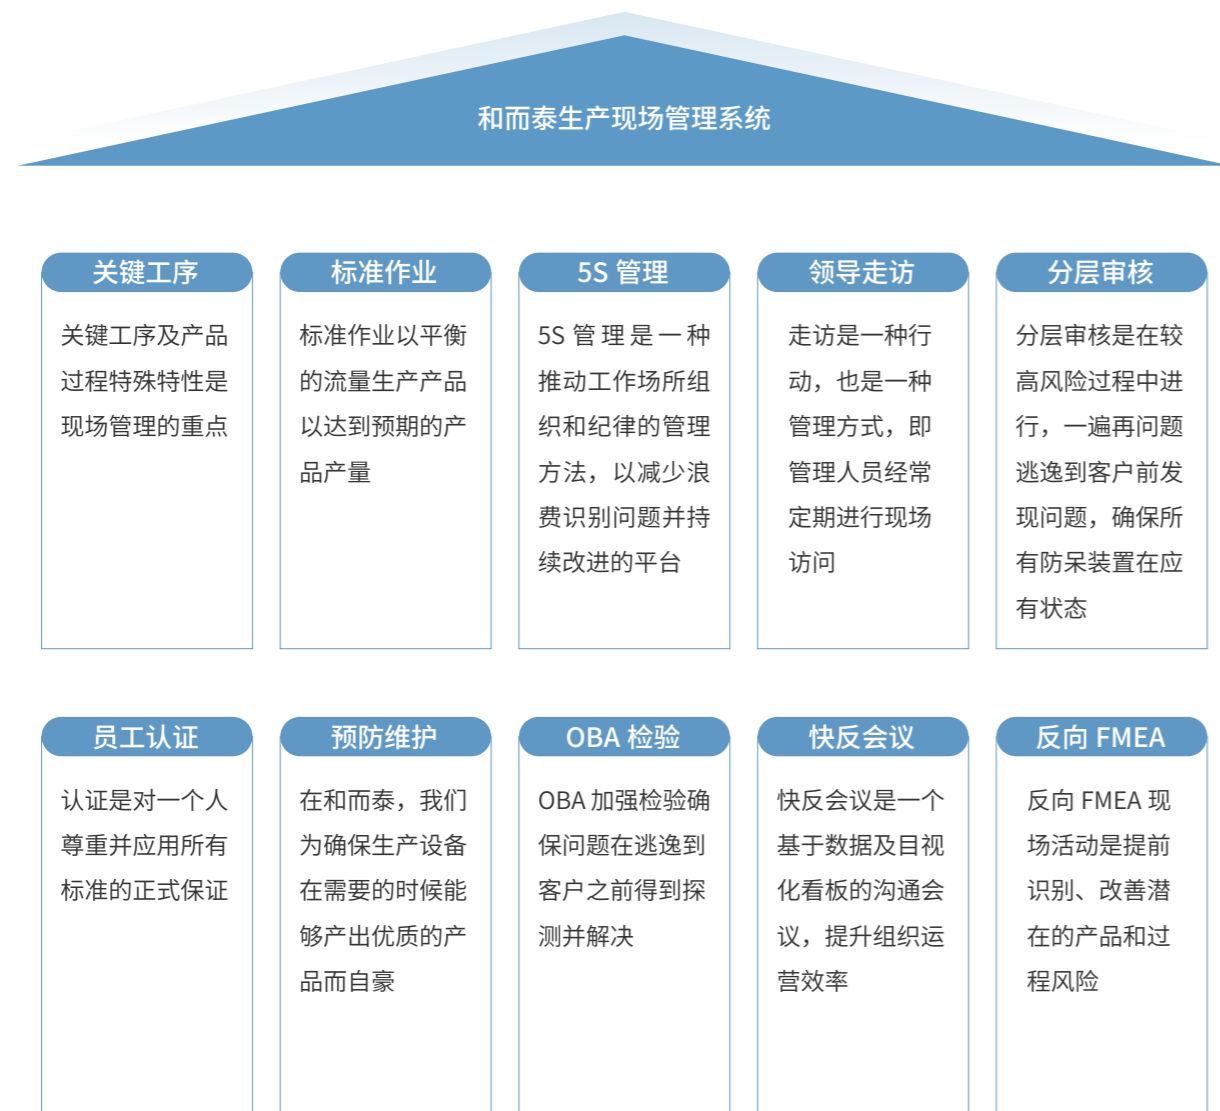 和而泰生产现场管理系统
关键工序
关键工序及产品
过程特殊特性是
现场管理的重点
标准作业
标准作业以平衡
的流量生产产品
以达到预期的产
品产量
5S 管理
5S 管理是一种
推动工作场所组
织和纪律的管理
方法，以减少浪
费识别问题并持
续改进的平台
领导走访
走访是一种行
动，也是一种
管理方式，即
管理人员经常
定期进行现场
访问
分层审核
分层审核是在较
高风险过程中进
行，一遍再问题
逃逸到客户前发
现问题，确保所
有防呆装置在应
有状态
员工认证
认证是对一个人
尊重并应用所有
标准的正式保证
预防维护
在和而泰，我们
为确保生产设备
在需要的时候能
够产出优质的产
品而自豪
OBA 检验
OBA 加强检验确
保问题在逃逸到
客户之前得到探
测并解决
快反会议
快反会议是一个
基于数据及目视
化看板的沟通会
议，提升组织运
营效率
反向 FMEA
反向 FMEA 现
场活动是提前
识别、改善潜
在的产品和过
程风险